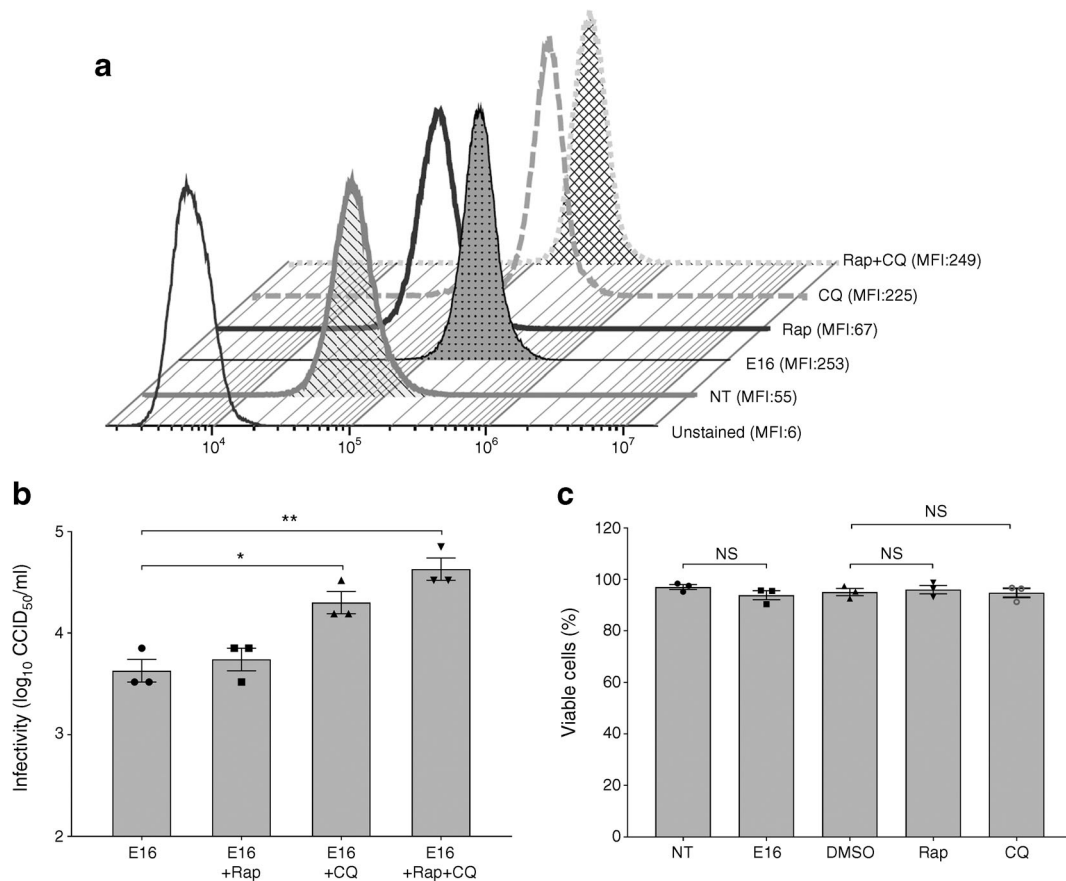 a
Rap+CQ (MFI:249)
CQ (MFI:225)
Rap (MFI:67)
E16 (MFI:253)
NT (MFI:55)
Unstained (MFI:6)
10⁴ 10⁵ 10⁶ 10⁷
b
Infectivity (log₁₀ CCID₅₀/ml)
5
4
3
2
**
*
E16 E16 E16 E16
+Rap +CQ +Rap+CQ
c
Viable cells (%)
120
100
80
60
40
20
0
NS
NS NS
NT E16 DMSO Rap CQ